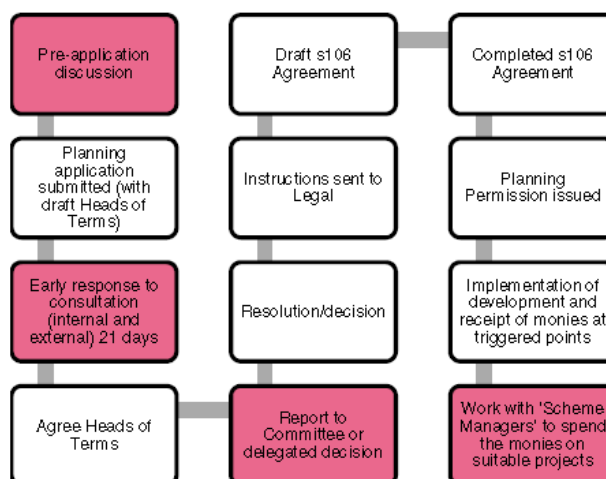 Pre-application
discussion
Planning
application
submitted (with
draft Heads of
Terms)
Early response to
consultation
(internal and
external) 21 days
Agree Heads of
Terms
Report to
Committee or
delegated decision
Resolution/decision
Instructions sent to
Legal
Draft s106
Agreement
Completed s106
Agreement
Planning
Permission issued
Implementation of
development and
receipt of monies at
triggered points
Work with 'Scheme
Managers' to spend
the monies on
suitable projects